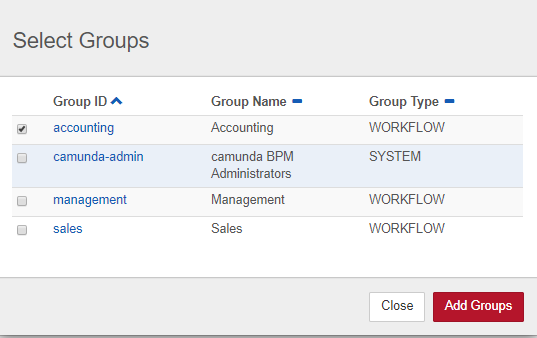 Select Groups
Group ID Group Name Group Type
accounting Accounting WORKFLOW
camunda-admin camunda BPM SYSTEM
Administrators
management Management WORKFLOW
sales Sales WORKFLOW
Close Add Groups